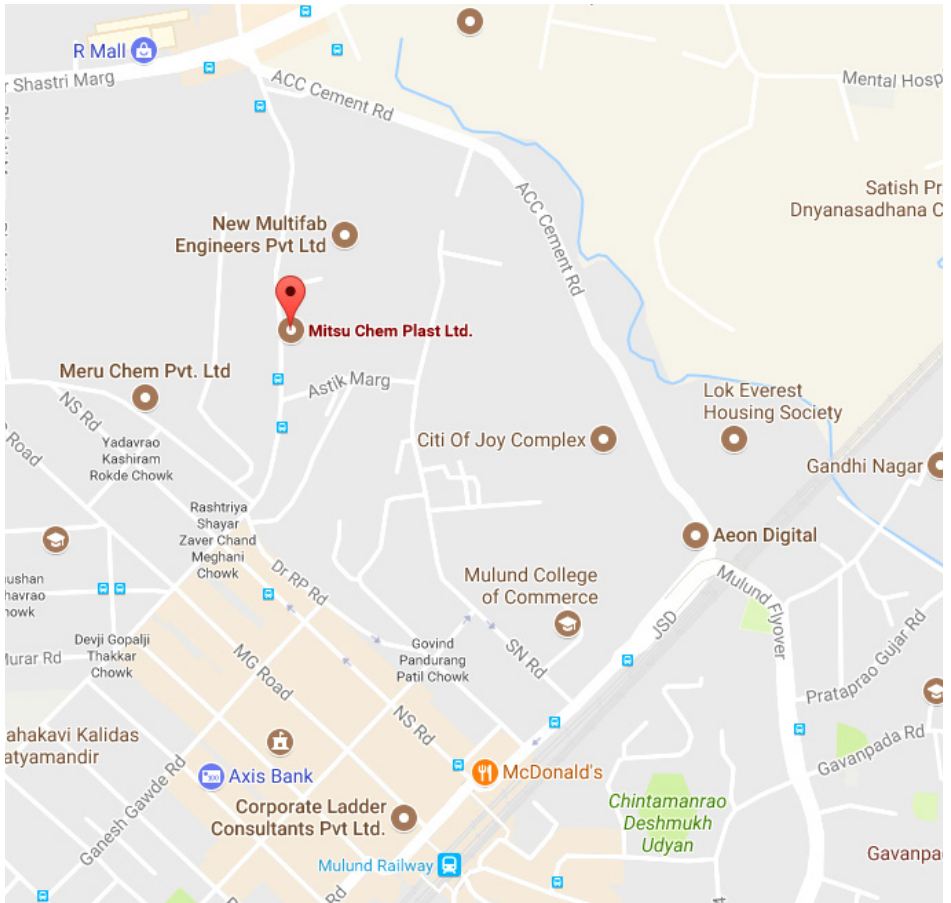 R Mall
r Shastri Marg
ACC Cement Rd
Mental Hosp
ACC Cement Rd
Satish Pr
Dnyanasadhana C
New Multifab
Engineers Pvt Ltd
Mitsu Chem Plast Ltd.
Meru Chem Pvt. Ltd
Astik Marg
NS Rd
Lok Everest
Housing Society
Yadavrao
Kashiram
Rokde Chowk
Road
Citi Of Joy Complex
Gandhi Nagar
Rashtriya
Shayar
Zaver Chand
Meghani
Chowk
Aeon Digital
Dr RP Rd
Mulund College
of Commerce
ushan
havrao
howk
Mulund Flyover
JSD
Devji Gopalji
Thakkar
Chowk
Murar Rd
Govind
Pandurang
Patil Chowk
SN Rd
Prataprao Gujar Rd
MG Road
NS Rd
ahakavi Kalidas
atyamandir
Gavanpada Rd
Axis Bank
McDonald's
Ganesh Gawde Rd
Corporate Ladder
Consultants Pvt Ltd.
Chintamanrao
Deshmukh
Udyan
Mulund Railway
Gavanpa
Rd